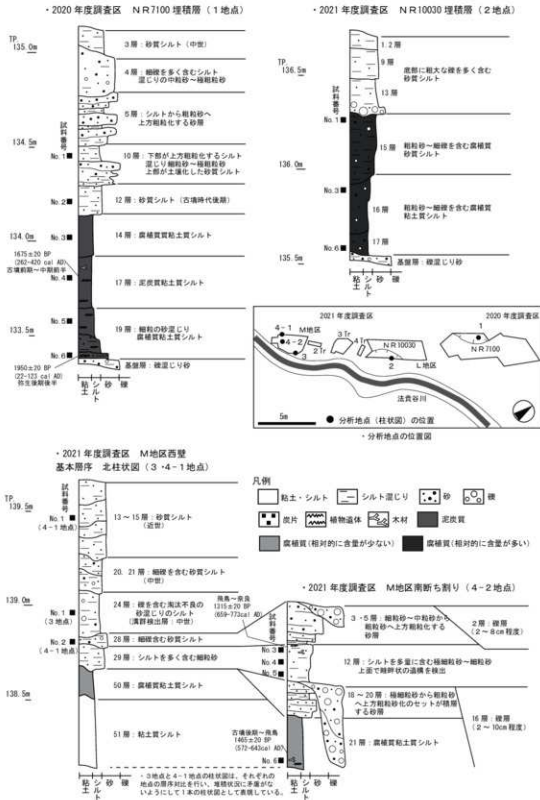 ・2020年度調査区 NR7100 埋積層（1地点）
TP.
135.0m
134.5m
134.0m
133.5m
試料番号
No.1
No.2
No.3
No.4
No.5
No.6
3層：砂質シルト（中世）
4層：細礫を多く含むシルト
混じりの中粒砂～極粗粒砂
5層：シルトから粗粒砂へ
上方粗粒化する砂層
10層：下部が上方粗粒化するシルト
混じり細粒砂～極粗粒砂
上部が土壌化した砂質シルト
12層：砂質シルト（古墳時代後期）
14層：腐植質質粘土質シルト
1675±20 BP
(262-420 cal AD)
古墳前期～中期前半
17層：泥炭質粘土質シルト
19層：細粒の砂混じり
腐植質粘土質シルト
1950±20 BP
(22-123 cal AD)
弥生後期後半
基盤層：礫混じり砂
粘土 シルト 砂 礫
・2021年度調査区 NR10030 埋積層（2地点）
TP.
136.5m
136.0m
135.5m
試料番号
No.1
No.3
No.6
1.2層
9層
底部に粗大な礫を多く含む
砂質シルト
13層
15層
粗粒砂～細礫を含む腐植質
粘土質シルト
16層
粗粒砂～細礫を含む腐植質
粘土質シルト
17層
基盤層：礫混じり砂
粘土 シルト 砂 礫
2021年度調査区
2020年度調査区
4-1
M地区
4-2
3
2 Tr
3 Tr
4 Tr
NR10030
2
L地区
1
NR7100
法貴谷川
5m
● 分析地点（柱状図）の位置
・分析地点の位置図
・2021年度調査区 M地区西壁
基本層序 北柱状図（3・4-1地点）
TP.
139.5m
139.0m
138.5m
試料番号
No.1
(4-1地点)
No.1
(3地点)
No.2
(4-1地点)
13～15層：砂質シルト
（近世）
20．21層：細礫を含む砂質シルト
（中世）
24層：礫を含む淘汰不良の
砂混じりのシルト
（溝群検出層:中世）
28層：細礫含む砂質シルト
29層：シルトを多く含む細粒砂
50層：腐植質粘土質シルト
51層：粘土質シルト
粘土 シルト 砂 礫
・3地点と4-1地点の柱状図は、それぞれの
地点の層序対比を行い、堆積状況に矛盾がな
いようにして1本の柱状図として表現している。
凡例
粘土・シルト
シルト混じり
砂
礫
炭片
植物遺体
木材
泥炭質
腐植質（相対的に含量が少ない）
腐植質（相対的に含量が多い）
・2021年度調査区 M地区南断ち割り（4-2地点）
飛鳥～奈良
1315±20 BP
(659-773cal AD)
試料番号
No.3
No.4
No.5
No.6
3・5層：細粒砂～中粒砂から
粗粒砂へ上方粗粒化する
砂層
2層：礫層
（2～8cm程度）
12層：シルトを多量に含む極細粒砂～細粒砂
上面で畦畔状の遺構を検出
18～20層：極細粒砂から粗粒砂
へ上方粗粒砂化のセットが積層
する砂層
16層：礫層
（2～10cm程度）
古墳後期～飛鳥
1465±20 BP
(572-643cal AD)
21層：腐植質粘土質シルト
粘土 シルト 砂 礫